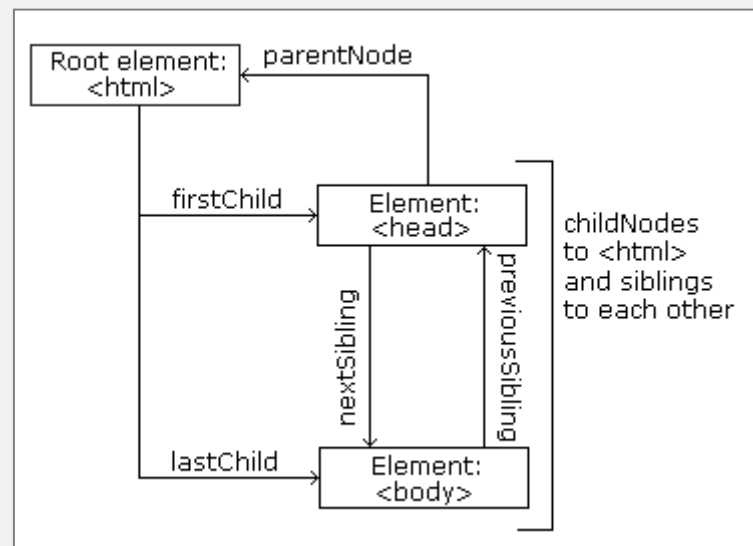 Root element:
<html>
parentNode
firstChild
Element:
<head>
nextSibling
previousSibling
childNodes
to <html>
and siblings
to each other
lastChild
Element:
<body>